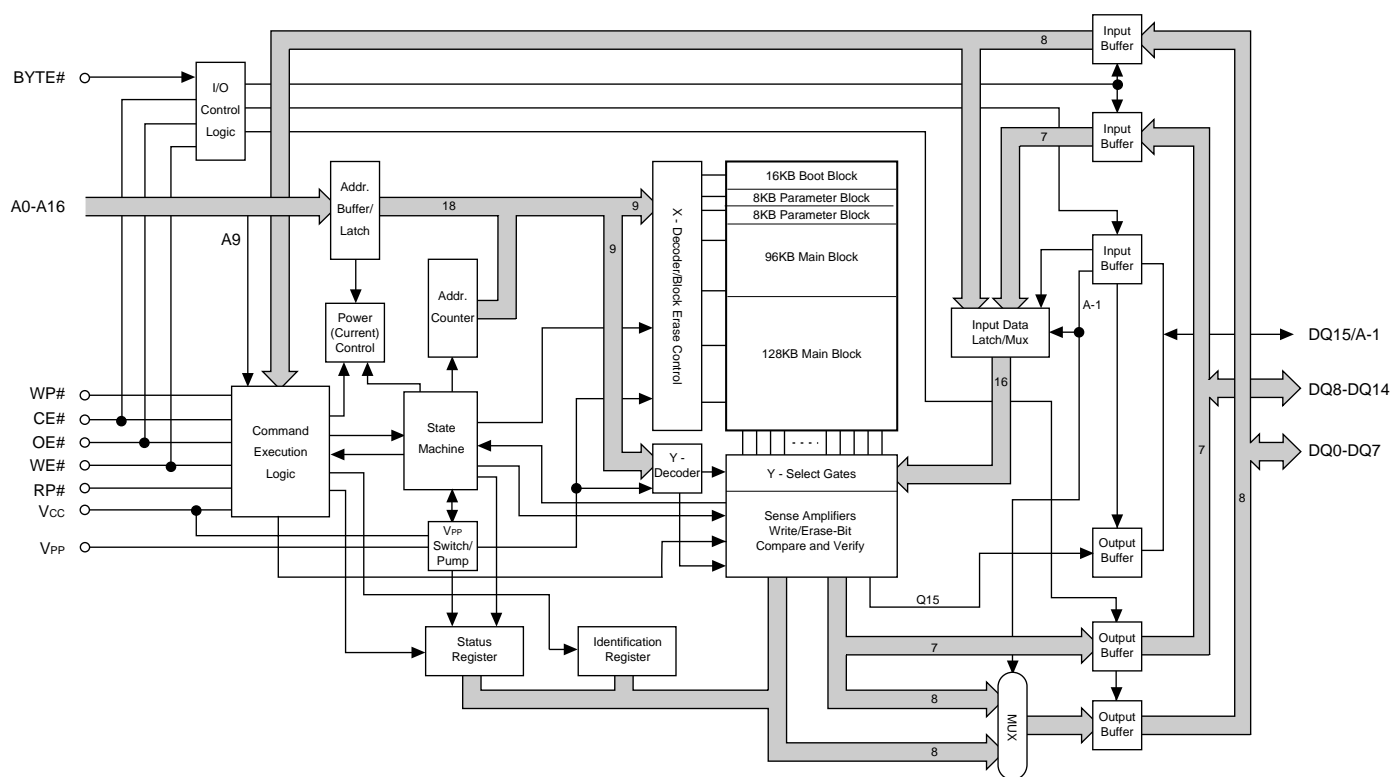 8
Input
Buffer
BYTE#
I/O
Control
Logic
7
Input
Buffer
A0-A16
Addr.
Buffer/
Latch
18
9
9
A9
X - Decoder/Block Erase Control
16KB Boot Block
8KB Parameter Block
8KB Parameter Block
96KB Main Block
128KB Main Block
Input
Buffer
A-1
Addr.
Counter
Power
(Current)
Control
Input Data
Latch/Mux
DQ15/A-1
16
DQ8-DQ14
WP#
CE#
OE#
WE#
RP#
VCC
VPP
Command
Execution
Logic
State
Machine
Y -
Decoder
Y - Select Gates
7
DQ0-DQ7
8
Sense Amplifiers
Write/Erase-Bit
Compare and Verify
VPP
Switch/
Pump
Output
Buffer
Q15
Status
Register
Identification
Register
7
Output
Buffer
8
MUX
Output
Buffer
8